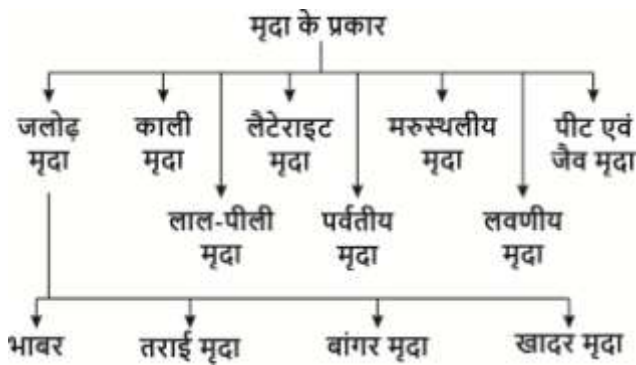 मृदा के प्रकार
जलोढ़ काली लैटेराइट मरुस्थलीय पीट एवं
मृदा मृदा मृदा मृदा जैव मृदा
लाल-पीली पर्वतीय लवणीय
मृदा मृदा मृदा
भाबर तराई मृदा बांगर मृदा खादर मृदा